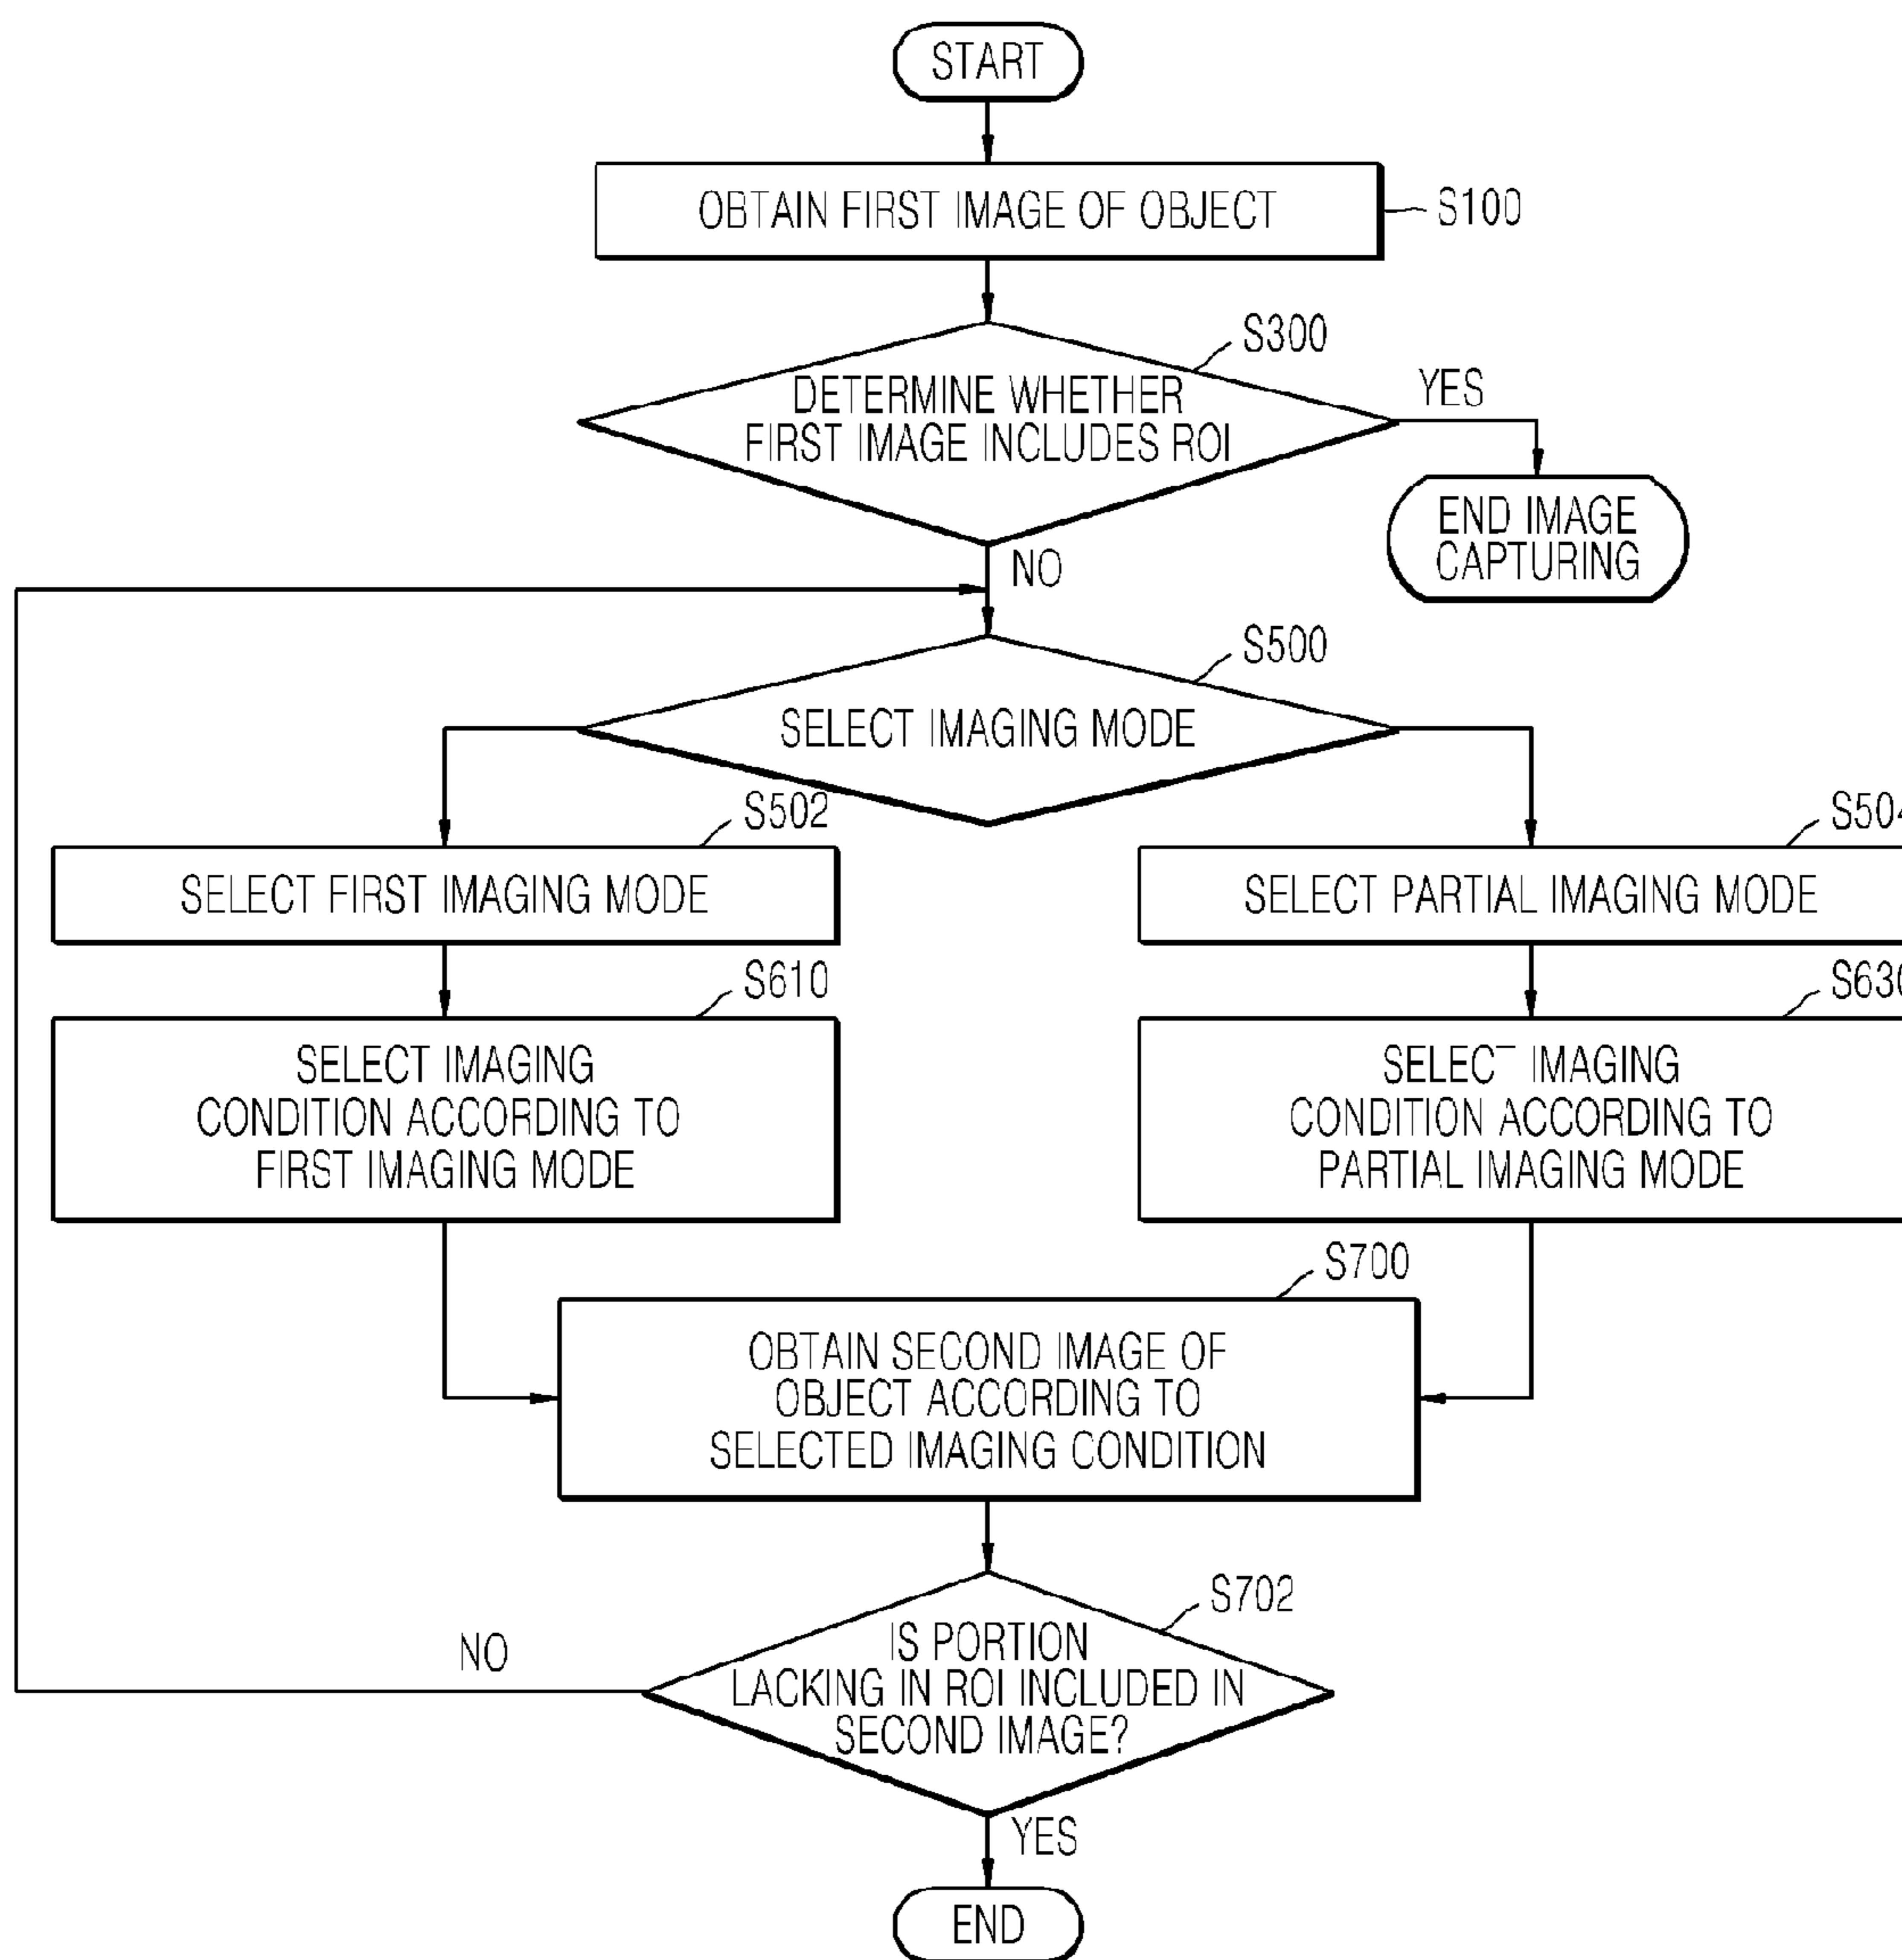 START
OBTAIN FIRST IMAGE OF OBJECT
S100
S300
DETERMINE WHETHER
FIRST IMAGE INCLUDES ROI
YES
END IMAGE
CAPTURING
NO
S500
SELECT IMAGING MODE
S502
SELECT FIRST IMAGING MODE
S504
SELECT PARTIAL IMAGING MODE
S610
SELECT IMAGING
CONDITION ACCORDING TO
FIRST IMAGING MODE
S630
SELECT IMAGING
CONDITION ACCORDING TO
PARTIAL IMAGING MODE
S700
OBTAIN SECOND IMAGE OF
OBJECT ACCORDING TO
SELECTED IMAGING CONDITION
S702
IS PORTION
LACKING IN ROI INCLUDED IN
SECOND IMAGE?
NO
YES
END